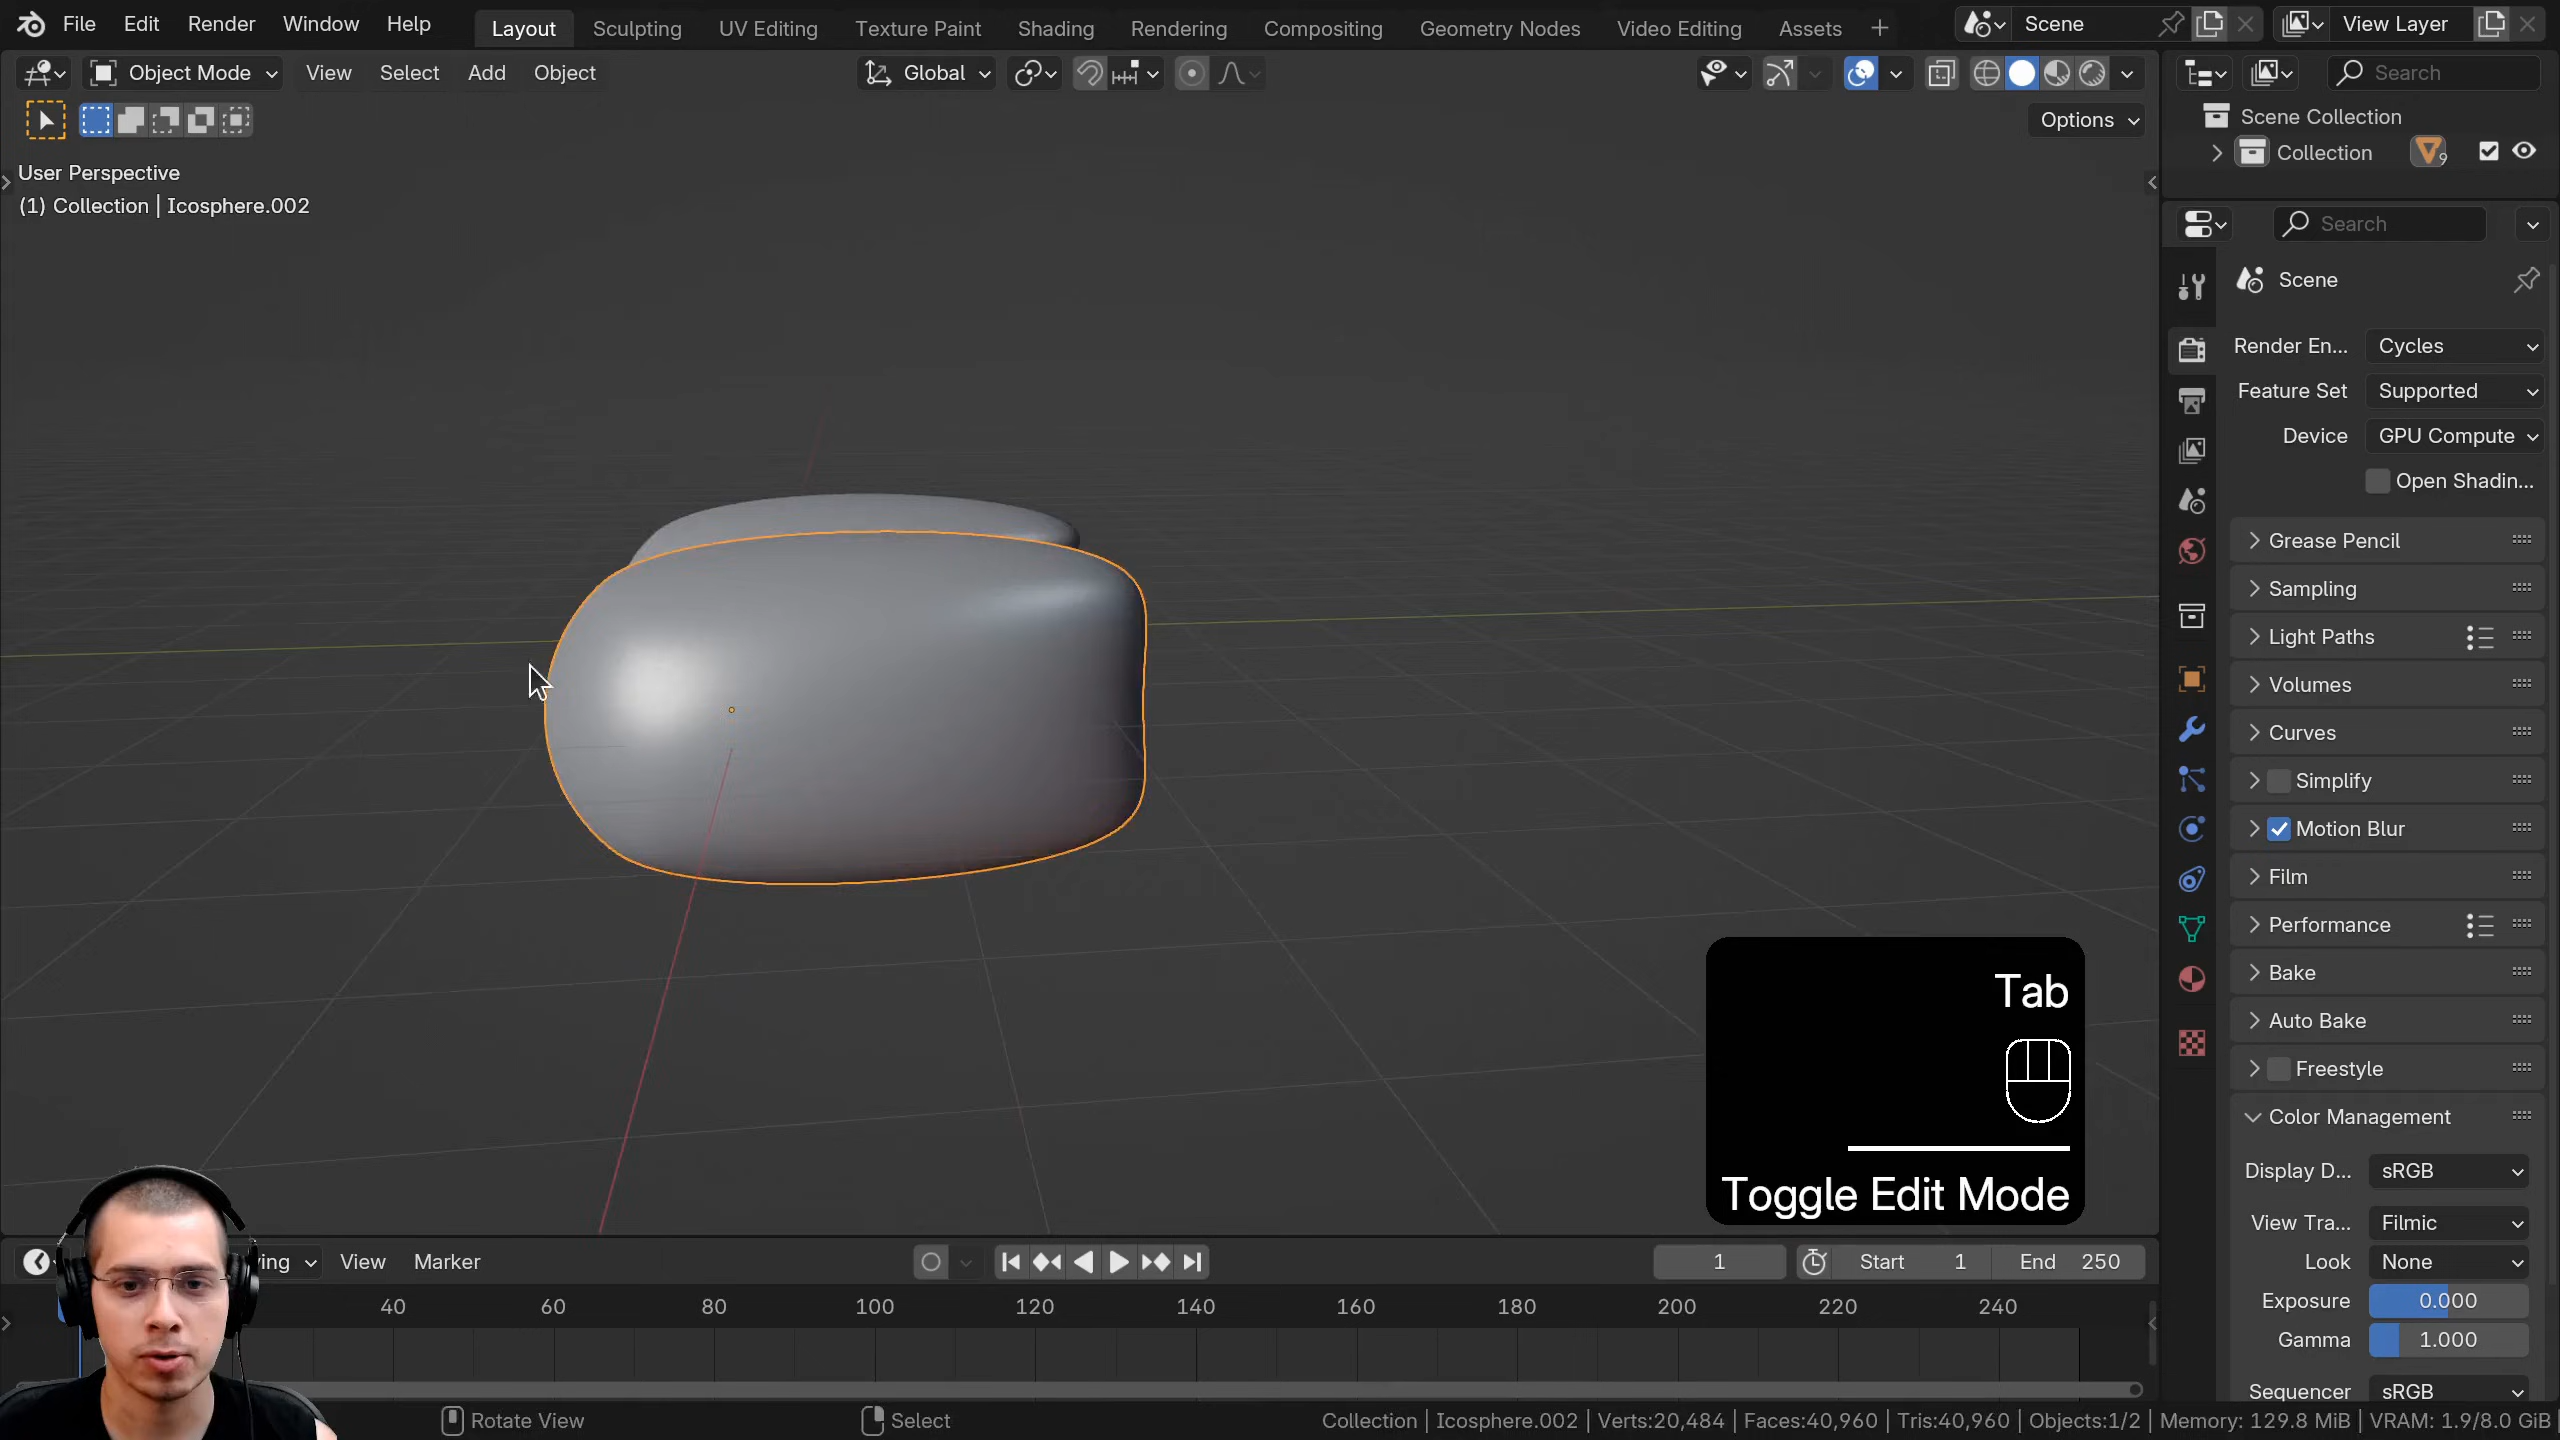 File Edit Render Window Help Layout Sculpting UV Editing Texture Paint Shading Rendering Compositing Geometry Nodes Video Editing Assets Scene View Layer
Object Mode View Select Add Object Global Search
Options
Scene Collection
Collection 9
User Perspective
(1) Collection | Icosphere.002
Search
Scene
Render En... Cycles
Feature Set Supported
Device GPU Compute
Open Shadin...
Grease Pencil
Sampling
Light Paths
Volumes
Curves
Simplify
Motion Blur
Film
Performance
Bake
Auto Bake
Freestyle
Color Management
Display D... sRGB
View Tra... Filmic
Look None
Exposure 0.000
Gamma 1.000
Sequencer sRGB
Tab
Toggle Edit Mode
View Marker 1 Start 1 End 250
40 60 80 100 120 140 160 180 200 220 240
Rotate View Select Collection | Icosphere.002 | Verts:20,484 | Faces:40,960 | Tris:40,960 | Objects:1/2 | Memory: 129.8 MiB | VRAM: 1.9/8.0 GiB